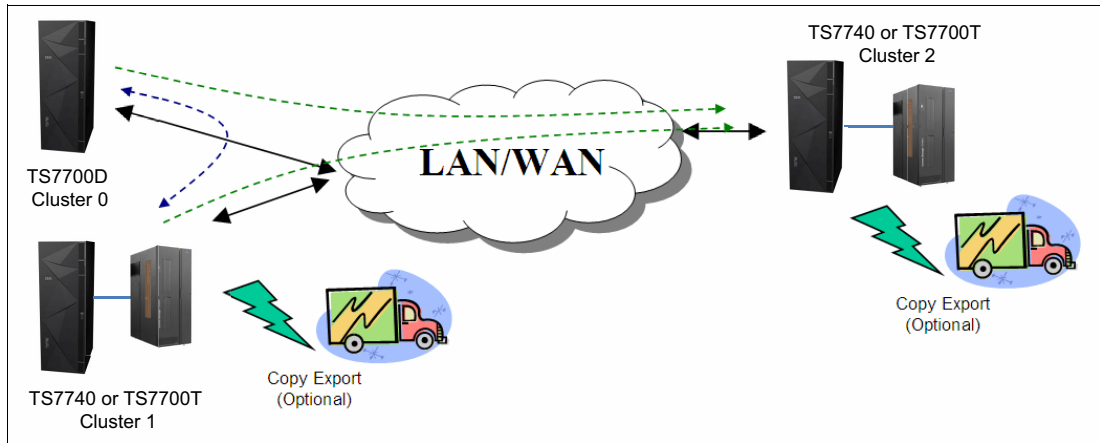 TS7740 or TS7700T
Cluster 2
LAN/WAN
TS7700D
Cluster 0
Copy Export
(Optional)
Copy Export
(Optional)
TS7740 or TS7700T
Cluster 1